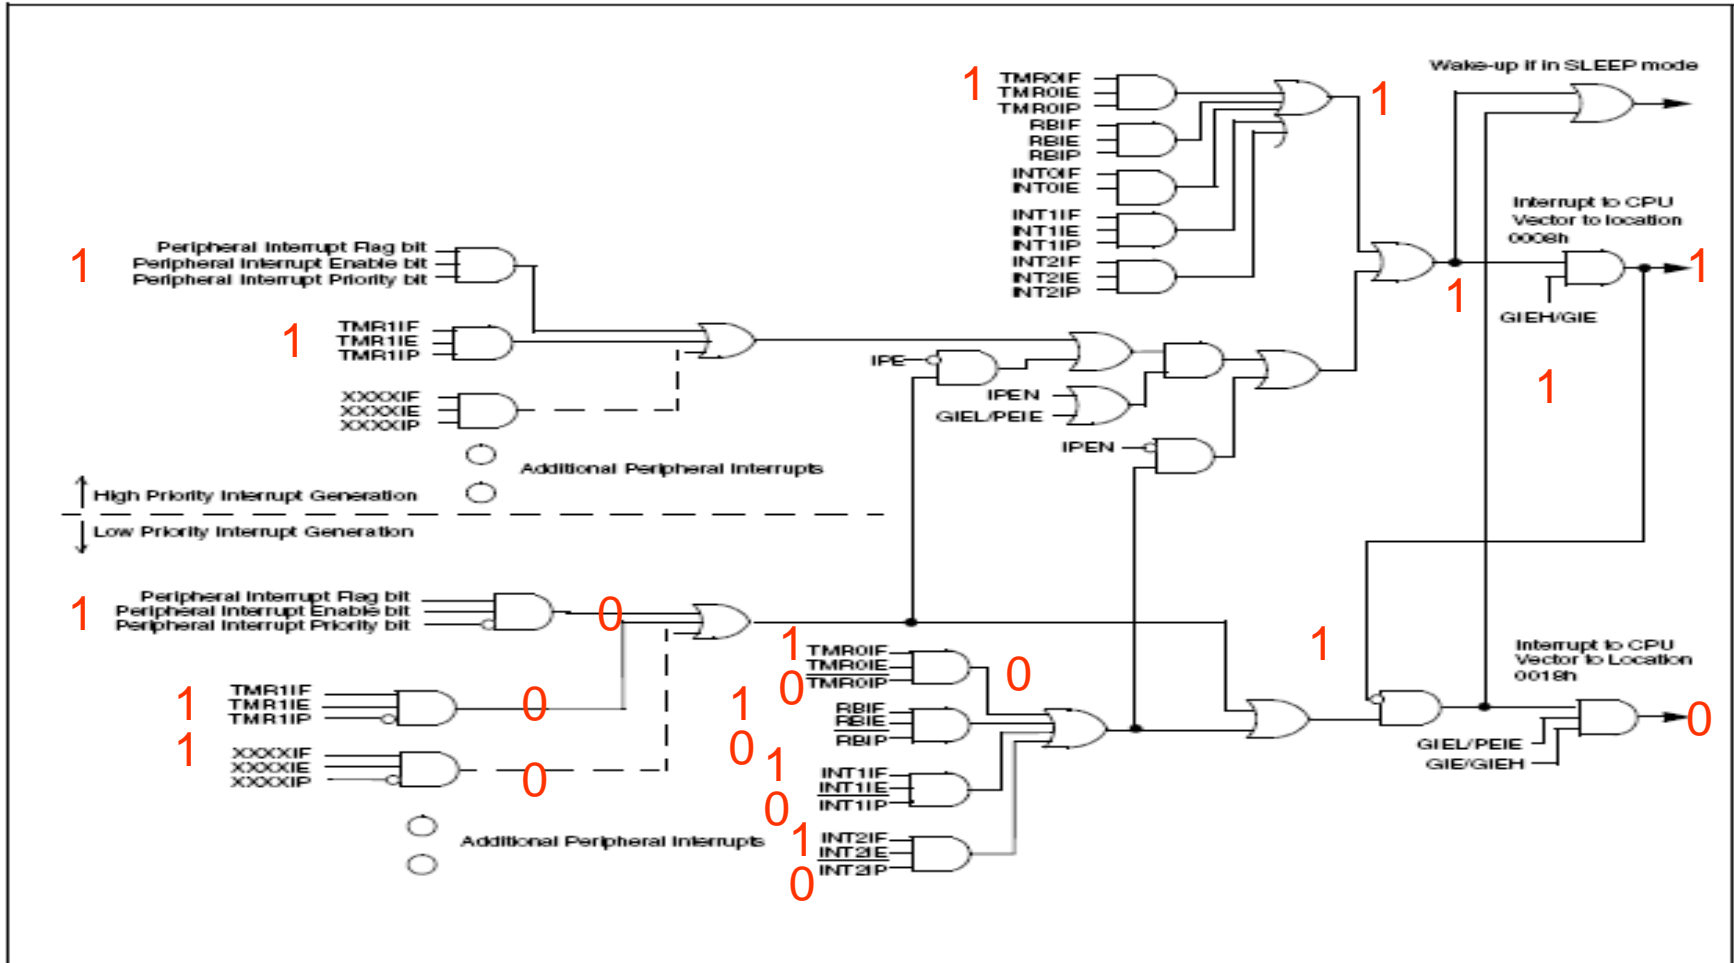 Wake-up if in SLEEP mode
1
TMR0IF
TMR0IE
TMR0IP
1
RBIF
RBIE
RBIP
INT0IF
INT0IE
INT1IF
INT1IE
INT1IP
INT2IF
INT2IE
INT2IP
Interrupt to CPU
Vector to location
0008h
1
1
GIEH/GIE
1
1
Peripheral Interrupt Flag bit
Peripheral Interrupt Enable bit
Peripheral Interrupt Priority bit
1
TMR1IF
TMR1IE
TMR1IP
XXXXIF
XXXXIE
XXXXIP
IPE
IPEN
GIEL/PEIE
IPEN
Additional Peripheral Interrupts
High Priority Interrupt Generation
Low Priority Interrupt Generation
1
Peripheral Interrupt Flag bit
Peripheral Interrupt Enable bit
Peripheral Interrupt Priority bit
0
1
TMR1IF
TMR1IE
TMR1IP
0
1
XXXXIF
XXXXIE
XXXXIP
0
Additional Peripheral Interrupts
1
0
TMR0IF
TMR0IE
TMR0IP
0
1
0
RBIF
RBIE
RBIP
1
0
INT1IF
INT1IE
INT1IP
1
0
INT2IF
INT2IE
INT2IP
1
Interrupt to CPU
Vector to Location
0018h
0
GIEL/PEIE
GIE/GIEH